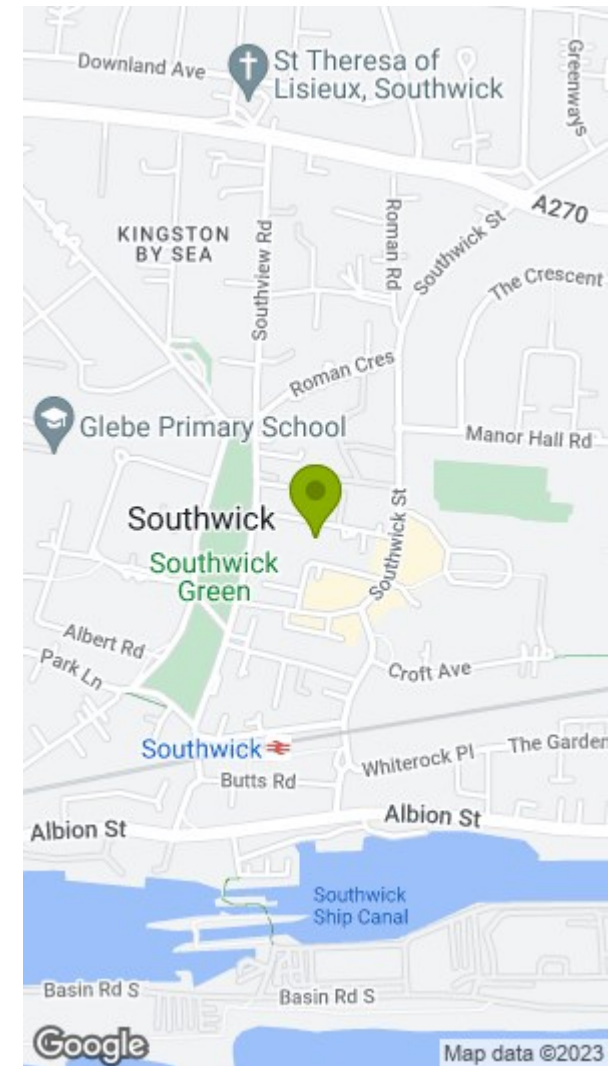 Downland Ave
St Theresa of
Lisieux, Southwick
Greenways
A270
KINGSTON
BY SEA
Southview Rd
Roman Rd
Southwick St
The Crescent
Roman Cres
Glebe Primary School
Manor Hall Rd
Southwick
Southwick St
Southwick
Green
Albert Rd
Park Ln
Croft Ave
Southwick
Whiterock Pl
The Garden
Butts Rd
Albion St
Albion St
Southwick
Ship Canal
Basin Rd S
Basin Rd S
Google
Map data ©2023